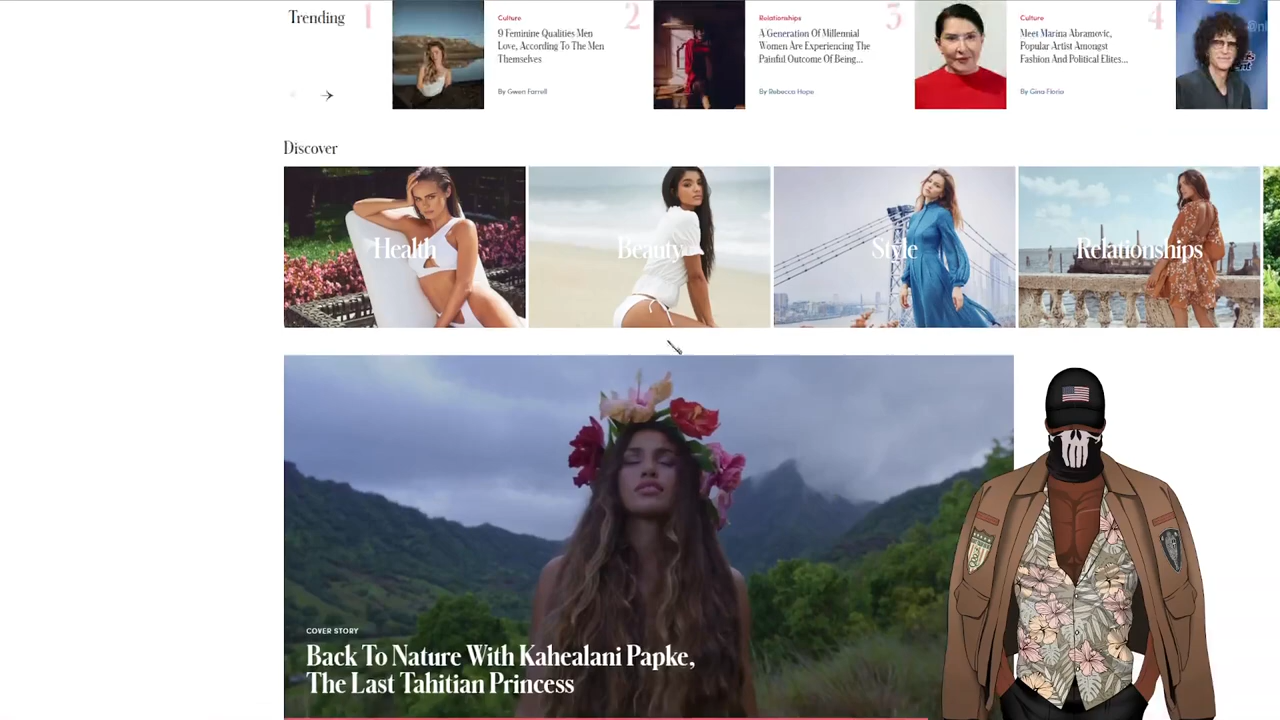 Trending
1
Culture
9 Feminine Qualities Men
Love, According To The Men
Themselves
By Gwen Farrell
2
Relationships
A Generation Of Millennial
Women Are Experiencing The
Painful Outcome Of Being...
By Rebecca Hope
3
Culture
Meet Marina Abramovic,
Popular Artist Amongst
Fashion And Political Elites...
By Gina Florio
4
Discover
Health
Beauty
Style
Relationships
COVER STORY
Back To Nature With Kahealani Papke,
The Last Tahitian Princess